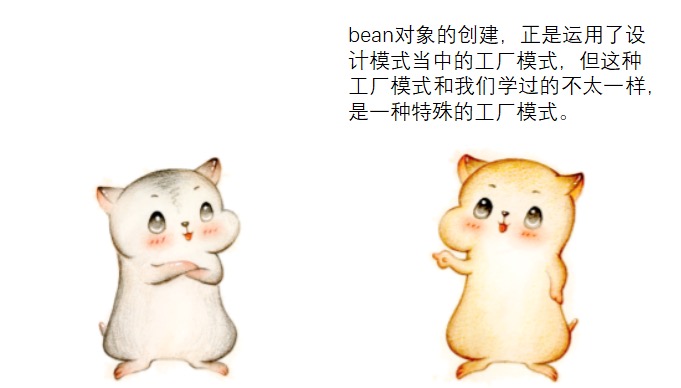 bean对象的创建，正是运用了设
计模式当中的工厂模式，但这种
工厂模式和我们学过的不太一样，
是一种特殊的工厂模式。